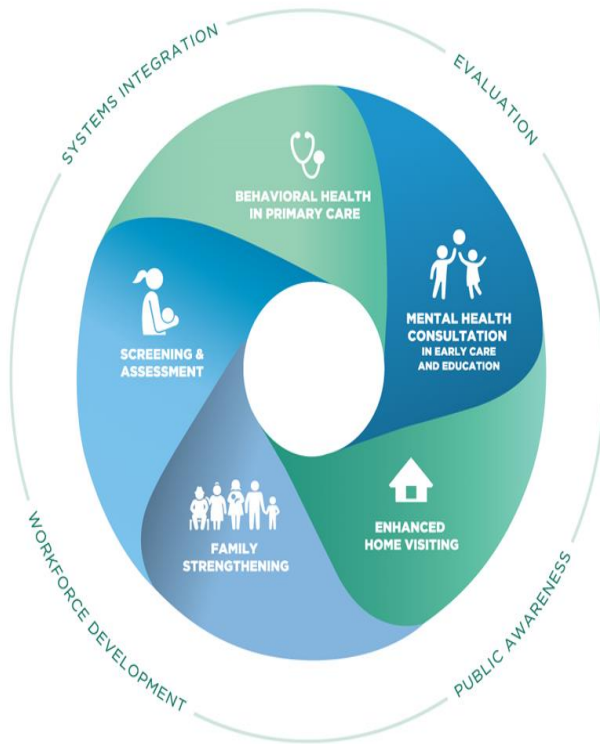 SYSTEMS INTEGRATION
EVALUATION
BEHAVIORAL HEALTH
IN PRIMARY CARE
MENTAL HEALTH
CONSULTATION
IN EARLY CARE
AND EDUCATION
SCREENING &
ASSESSMENT
ENHANCED
HOME VISITING
FAMILY
STRENGTHENING
WORKFORCE DEVELOPMENT
PUBLIC AWARENESS